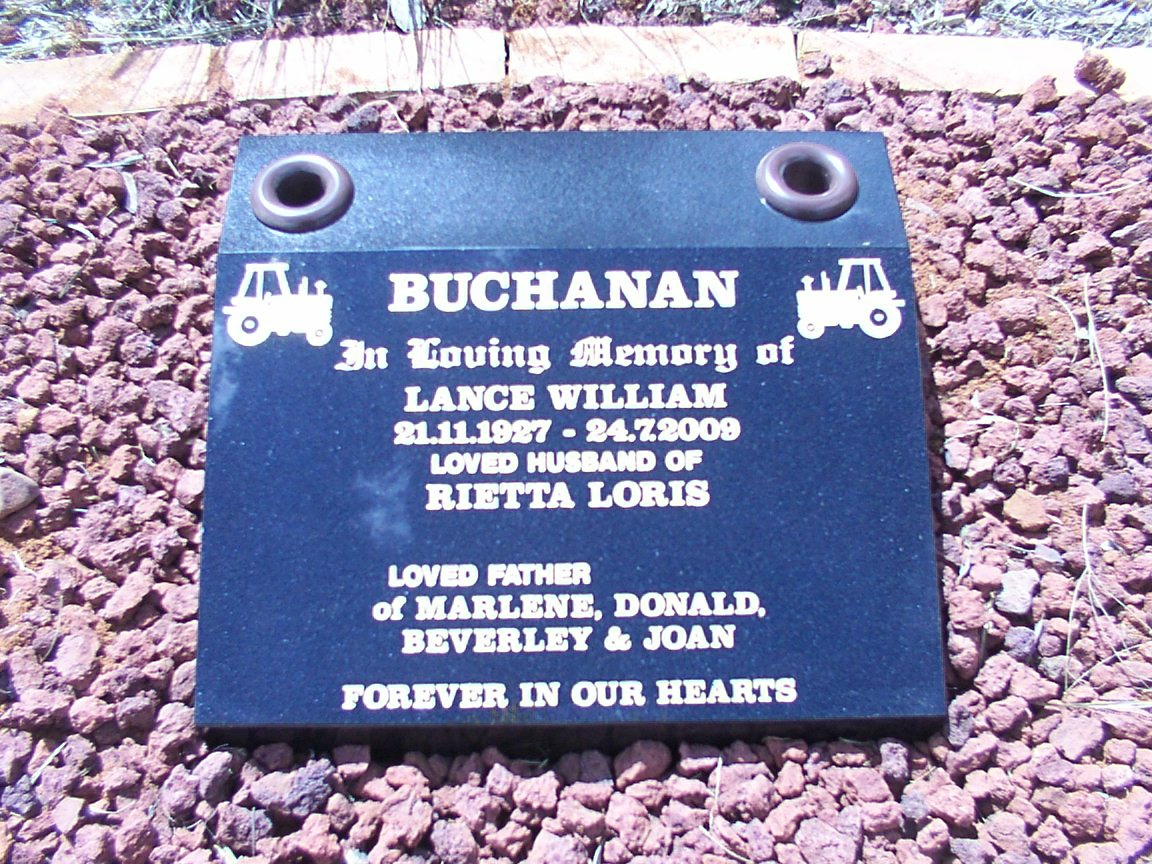 BUCHANAN
In Loving Memory of
LANCE WILLIAM
21.11.1927 - 24.7.2009
LOVED HUSBAND OF
RIETTA LORIS
LOVED FATHER
of MARLENE, DONALD,
BEVERLEY & JOAN
FOREVER IN OUR HEARTS